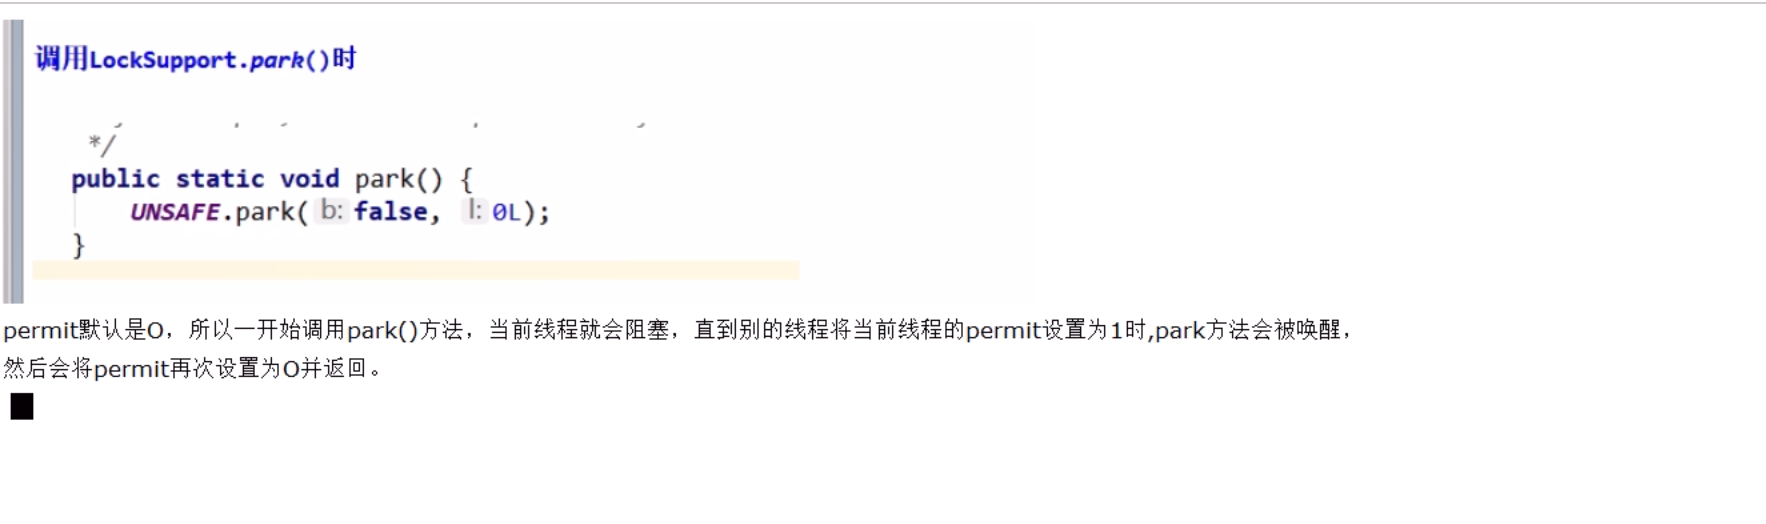 调用LockSupport.park()时
*/
public static void park() {
UNSAFE.park( b: false, l: 0L);
}
permit默认是O，所以一开始调用park()方法，当前线程就会阻塞，直到别的线程将当前线程的permit设置为1时,park方法会被唤醒，
然后会将permit再次设置为O并返回。